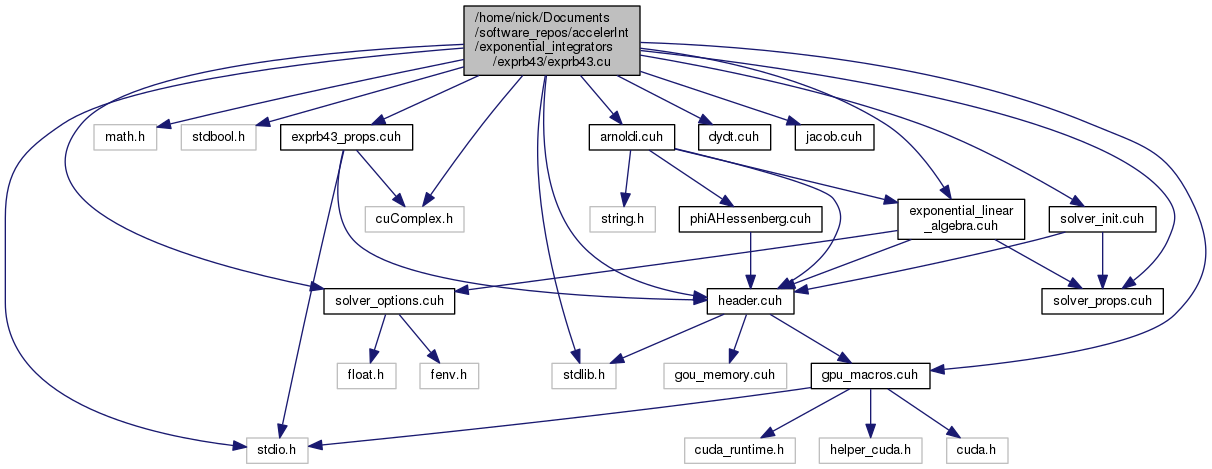 /home/nick/Documents
/software_repos/accelerInt
/exponential_integrators
/exprb43/exprb43.cu
math.h
stdbool.h
exprb43_props.cuh
arnoldi.cuh
dydt.cuh
jacob.cuh
cuComplex.h
string.h
phiAHessenberg.cuh
exponential_linear
_algebra.cuh
solver_init.cuh
solver_options.cuh
header.cuh
solver_props.cuh
float.h
fenv.h
stdlib.h
gou_memory.cuh
gpu_macros.cuh
stdio.h
cuda_runtime.h
helper_cuda.h
cuda.h